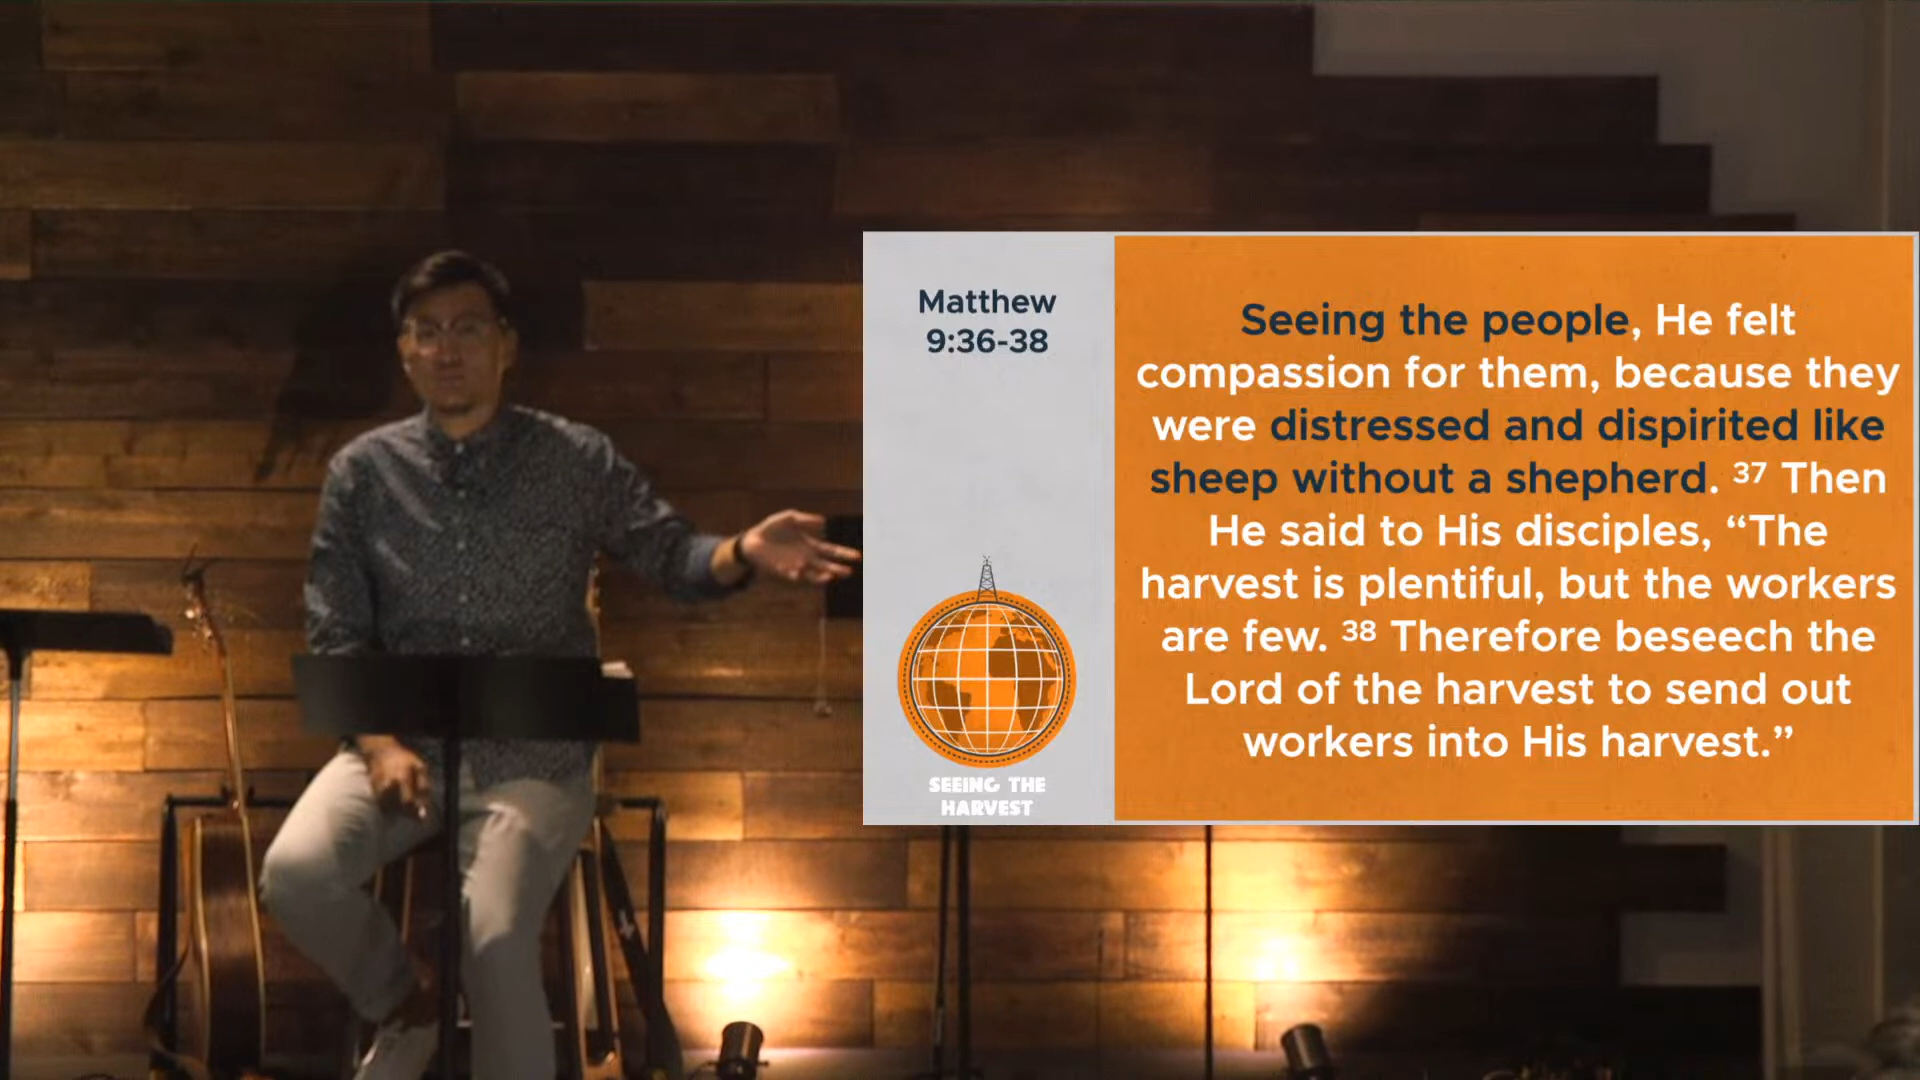 Matthew
9:36-38
Seeing the people, He felt
compassion for them, because they
were distressed and dispirited like
sheep without a shepherd. 37 Then
He said to His disciples, “The
harvest is plentiful, but the workers
are few. 38 Therefore beseech the
Lord of the harvest to send out
workers into His harvest.”
SEEING THE
HARVEST